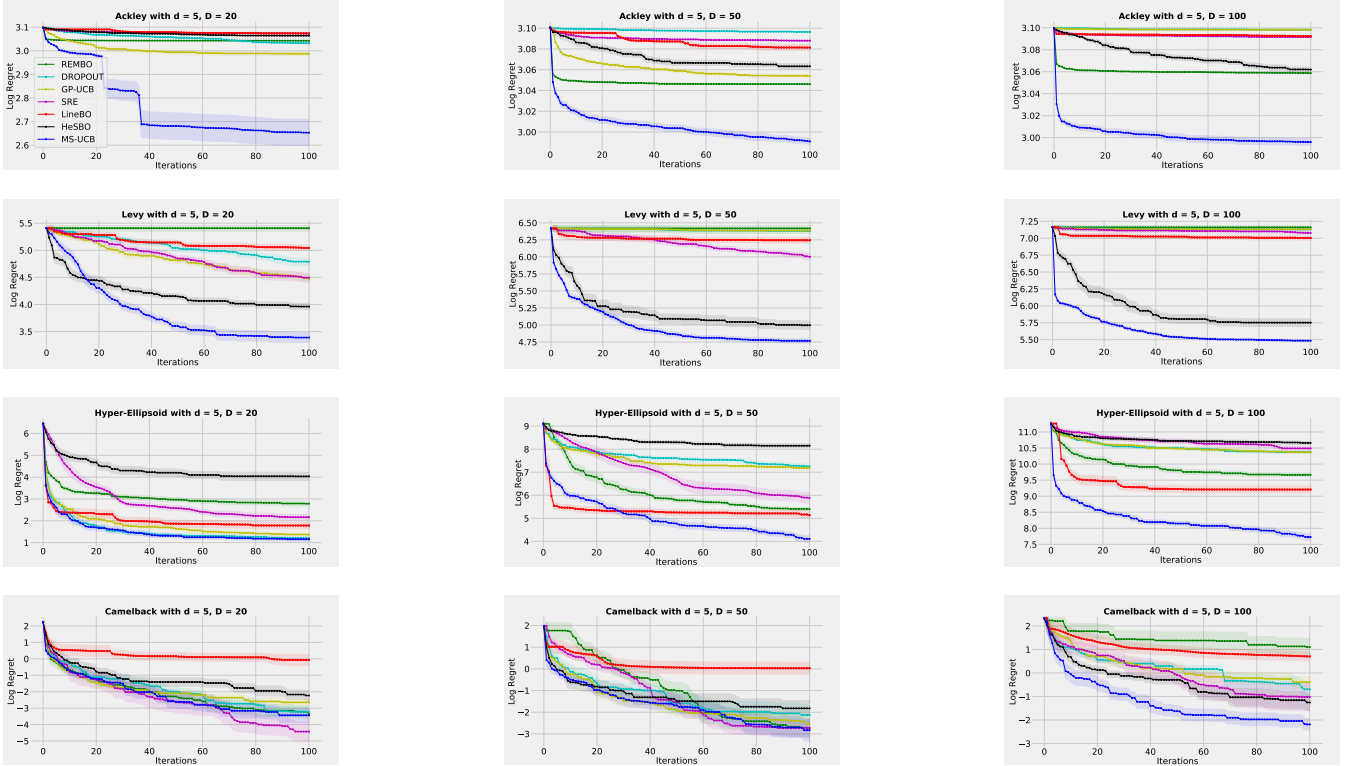 Ackley with d = 5, D = 20
3.1
3.0
2.9
2.8
2.7
2.6
Log Regret
REMBO
DROPOUT
GP-UCB
SRE
LineBO
HeSBO
MS-UCB
0 20 40 60 80 100
Iterations
Ackley with d = 5, D = 50
3.10
3.08
3.06
3.04
3.02
3.00
Log Regret
0 20 40 60 80 100
Iterations
Ackley with d = 5, D = 100
3.10
3.08
3.06
3.04
3.02
3.00
Log Regret
0 20 40 60 80 100
Iterations
Levy with d = 5, D = 20
5.5
5.0
4.5
4.0
3.5
Log Regret
0 20 40 60 80 100
Iterations
Levy with d = 5, D = 50
6.50
6.25
6.00
5.75
5.50
5.25
5.00
4.75
Log Regret
0 20 40 60 80 100
Iterations
Levy with d = 5, D = 100
7.25
7.00
6.75
6.50
6.25
6.00
5.75
5.50
Log Regret
0 20 40 60 80 100
Iterations
Hyper-Ellipsoid with d = 5, D = 20
6
5
4
3
2
1
Log Regret
0 20 40 60 80 100
Iterations
Hyper-Ellipsoid with d = 5, D = 50
9
8
7
6
5
4
Log Regret
0 20 40 60 80 100
Iterations
Hyper-Ellipsoid with d = 5, D = 100
11.0
10.5
10.0
9.5
9.0
8.5
8.0
7.5
Log Regret
0 20 40 60 80 100
Iterations
Camelback with d = 5, D = 20
2
1
0
−1
−2
−3
−4
−5
Log Regret
0 20 40 60 80 100
Iterations
Camelback with d = 5, D = 50
2
1
0
−1
−2
−3
Log Regret
0 20 40 60 80 100
Iterations
Camelback with d = 5, D = 100
2
1
0
−1
−2
−3
Log Regret
0 20 40 60 80 100
Iterations